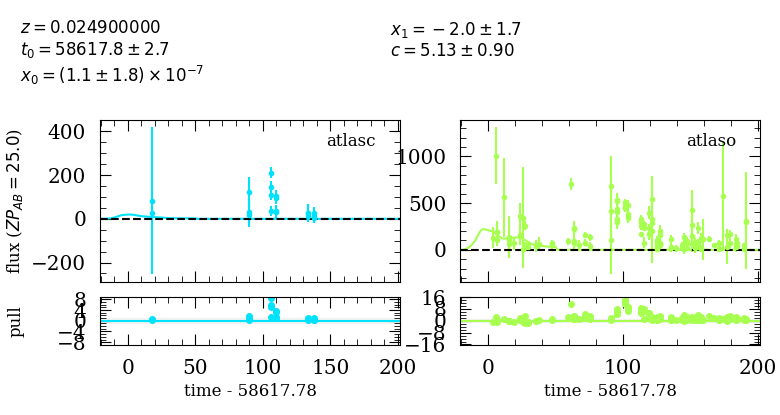 z = 0.024900000
t₀ = 58617.8 ± 2.7
x₀ = (1.1 ± 1.8) × 10⁻⁷
x₁ = −2.0 ± 1.7
c = 5.13 ± 0.90
flux (ZP_AB = 25.0)
400
200
0
−200
atlasc
1000
500
0
atlaso
pull
8
4
0
−4
−8
16
8
0
−8
−16
0 50 100 150 200
0 100 200
time - 58617.78
time - 58617.78